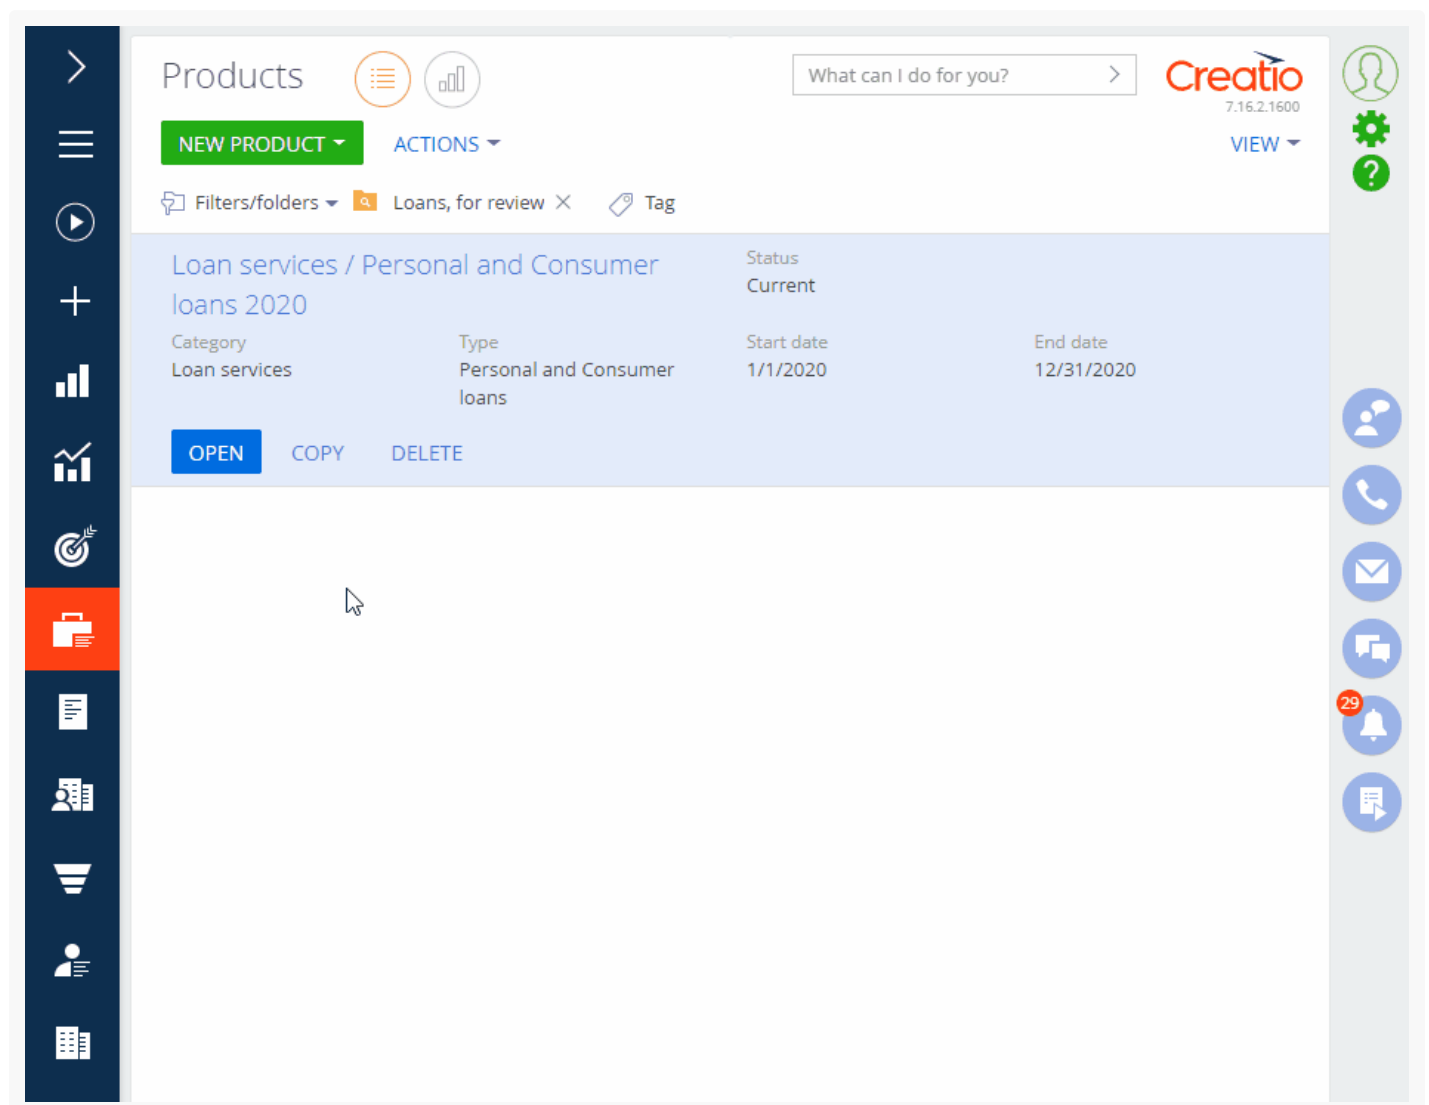 Products
What can I do for you?
Creatio
7.16.2.1600
NEW PRODUCT
ACTIONS
VIEW
Filters/folders
Loans, for review
Tag
Loan services / Personal and Consumer
loans 2020
Status
Current
Category
Loan services
Type
Personal and Consumer
loans
Start date
1/1/2020
End date
12/31/2020
OPEN
COPY
DELETE
29